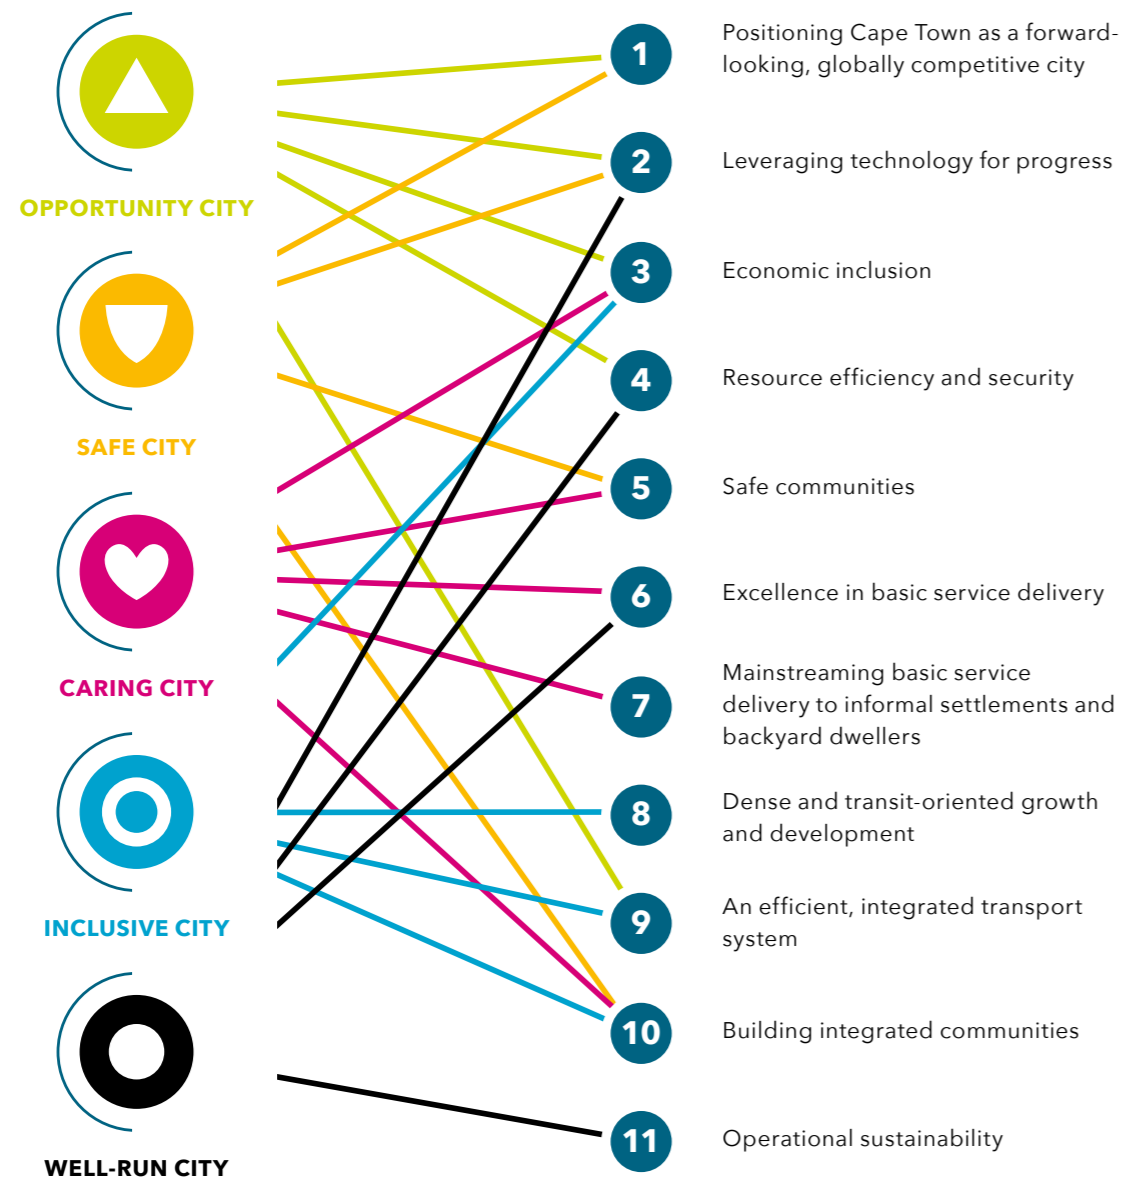 OPPORTUNITY CITY
SAFE CITY
CARING CITY
INCLUSIVE CITY
WELL-RUN CITY
1
Positioning Cape Town as a forward-
looking, globally competitive city
2
Leveraging technology for progress
3
Economic inclusion
4
Resource efficiency and security
5
Safe communities
6
Excellence in basic service delivery
7
Mainstreaming basic service
delivery to informal settlements and
backyard dwellers
8
Dense and transit-oriented growth
and development
9
An efficient, integrated transport
system
10
Building integrated communities
11
Operational sustainability